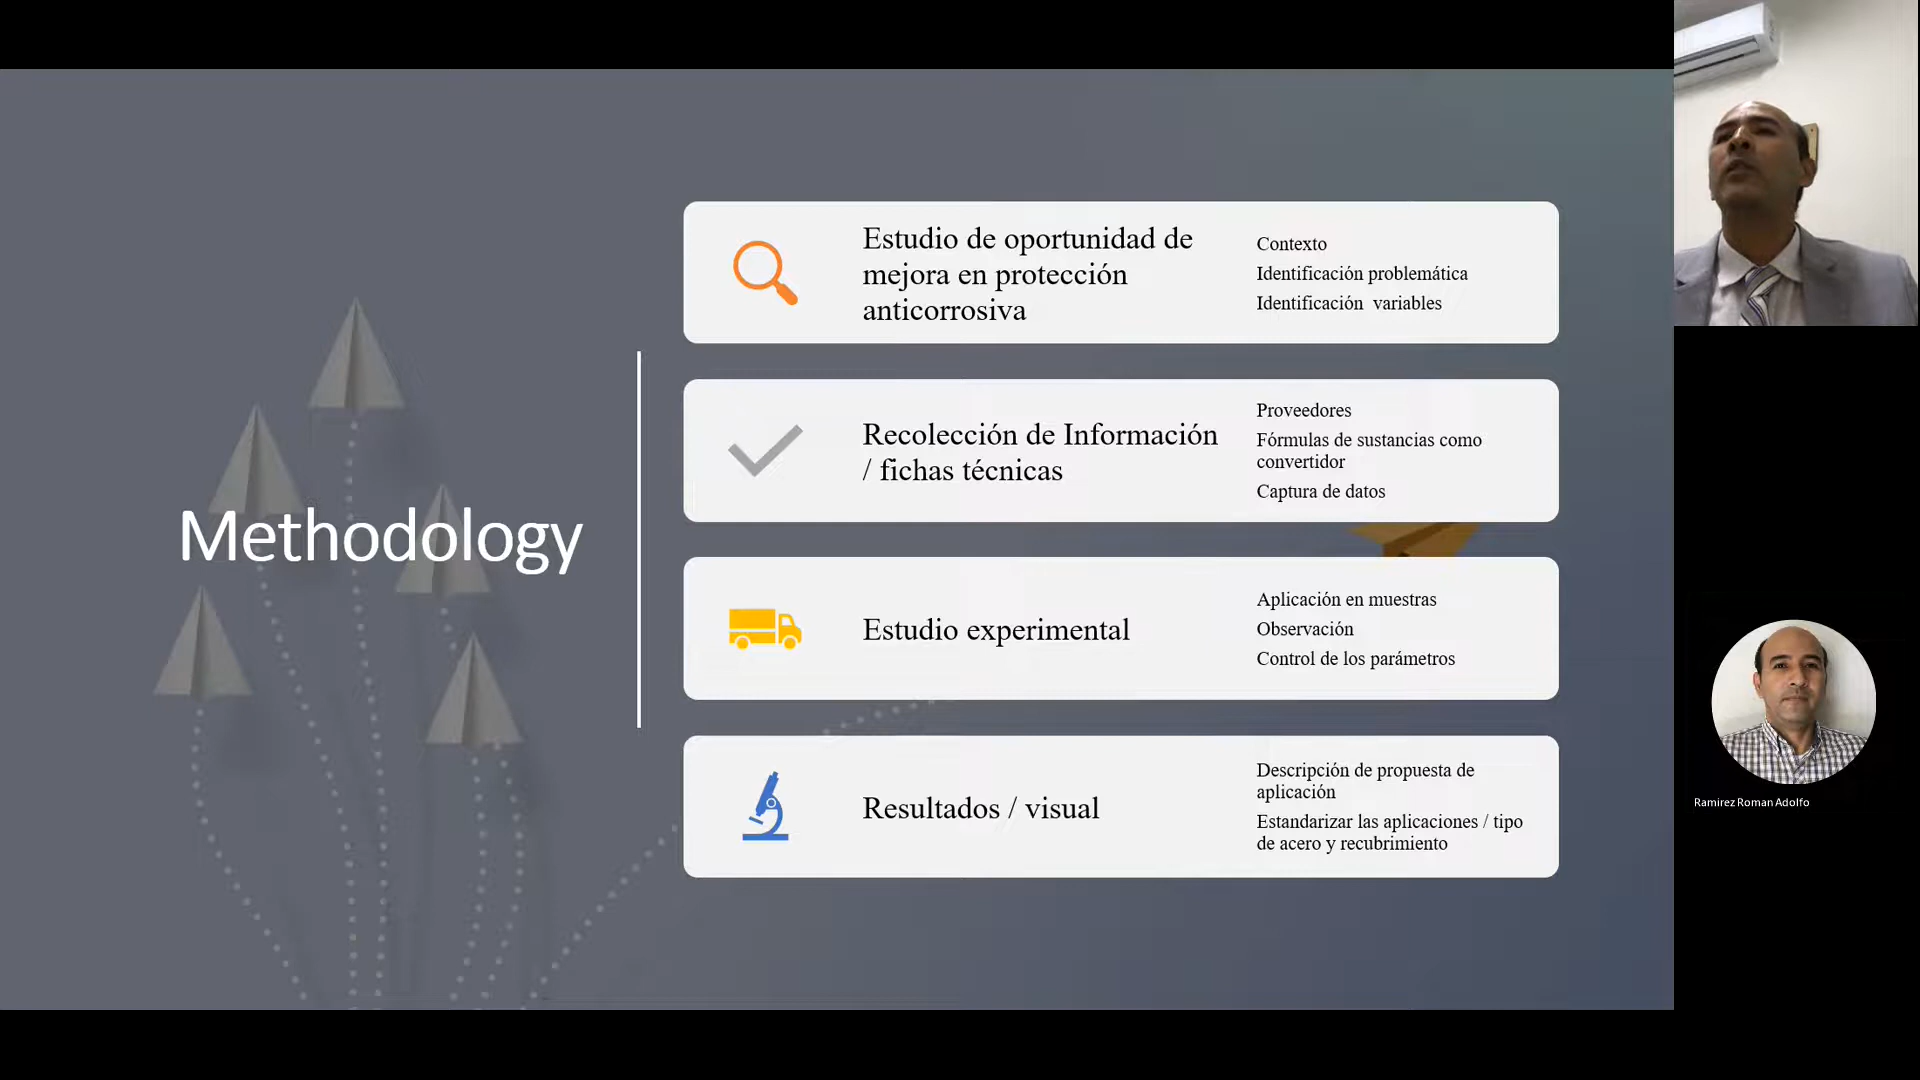 Methodology
Estudio de oportunidad de
mejora en protección
anticorrosiva
Contexto
Identificación problemática
Identificación  variables
Recolección de Información
/ fichas técnicas
Proveedores
Fórmulas de sustancias como
convertidor
Captura de datos
Estudio experimental
Aplicación en muestras
Observación
Control de los parámetros
Resultados / visual
Descripción de propuesta de
aplicación
Estandarizar las aplicaciones / tipo
de acero y recubrimiento
Ramirez Roman Adolfo